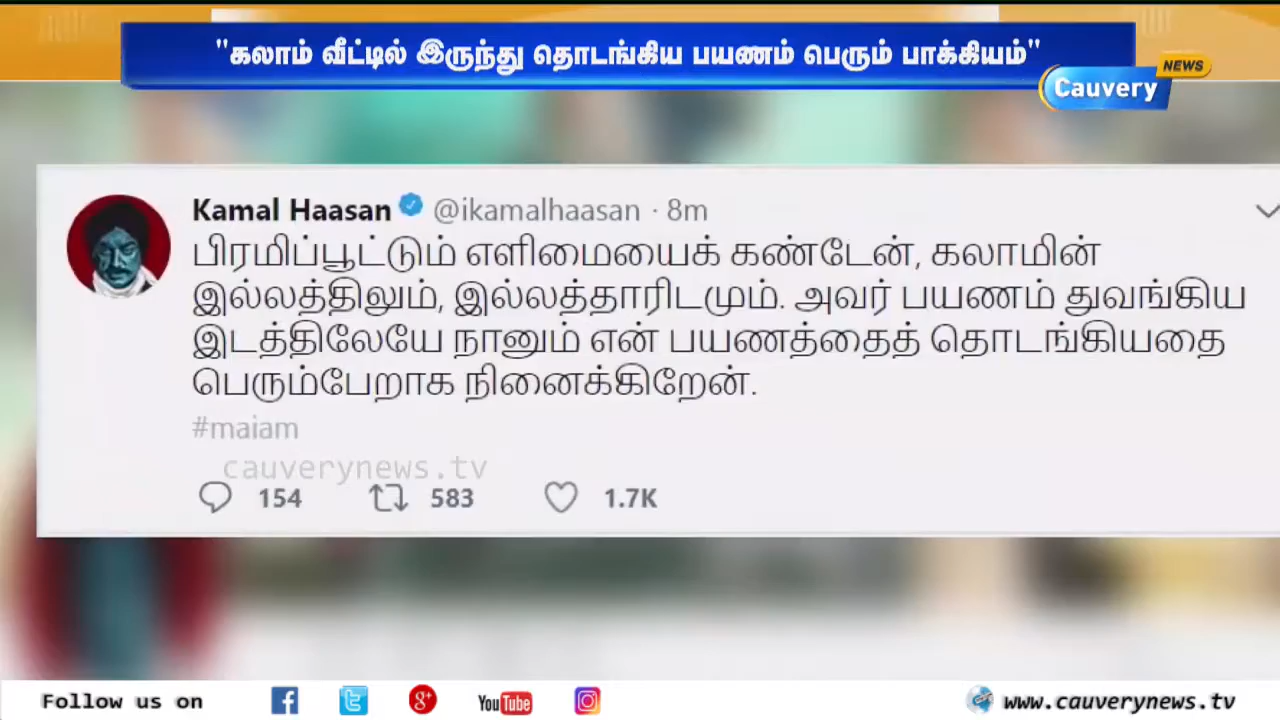 "கலாம் வீட்டில் இருந்து தொடங்கிய பயணம் பெரும் பாக்கியம்"
NEWS
Cauvery
Kamal Haasan @ikamalhaasan · 8m
பிரமிப்பூட்டும் எளிமையைக் கண்டேன், கலாமின்
இல்லத்திலும், இல்லத்தாரிடமும். அவர் பயணம் துவங்கிய
இடத்திலேயே நானும் என் பயணத்தைத் தொடங்கியதை
பெரும்பேறாக நினைக்கிறேன்.
#maiam
cauverynews.tv
154 583 1.7K
Follow us on f t g+ YouTube www.cauverynews.tv